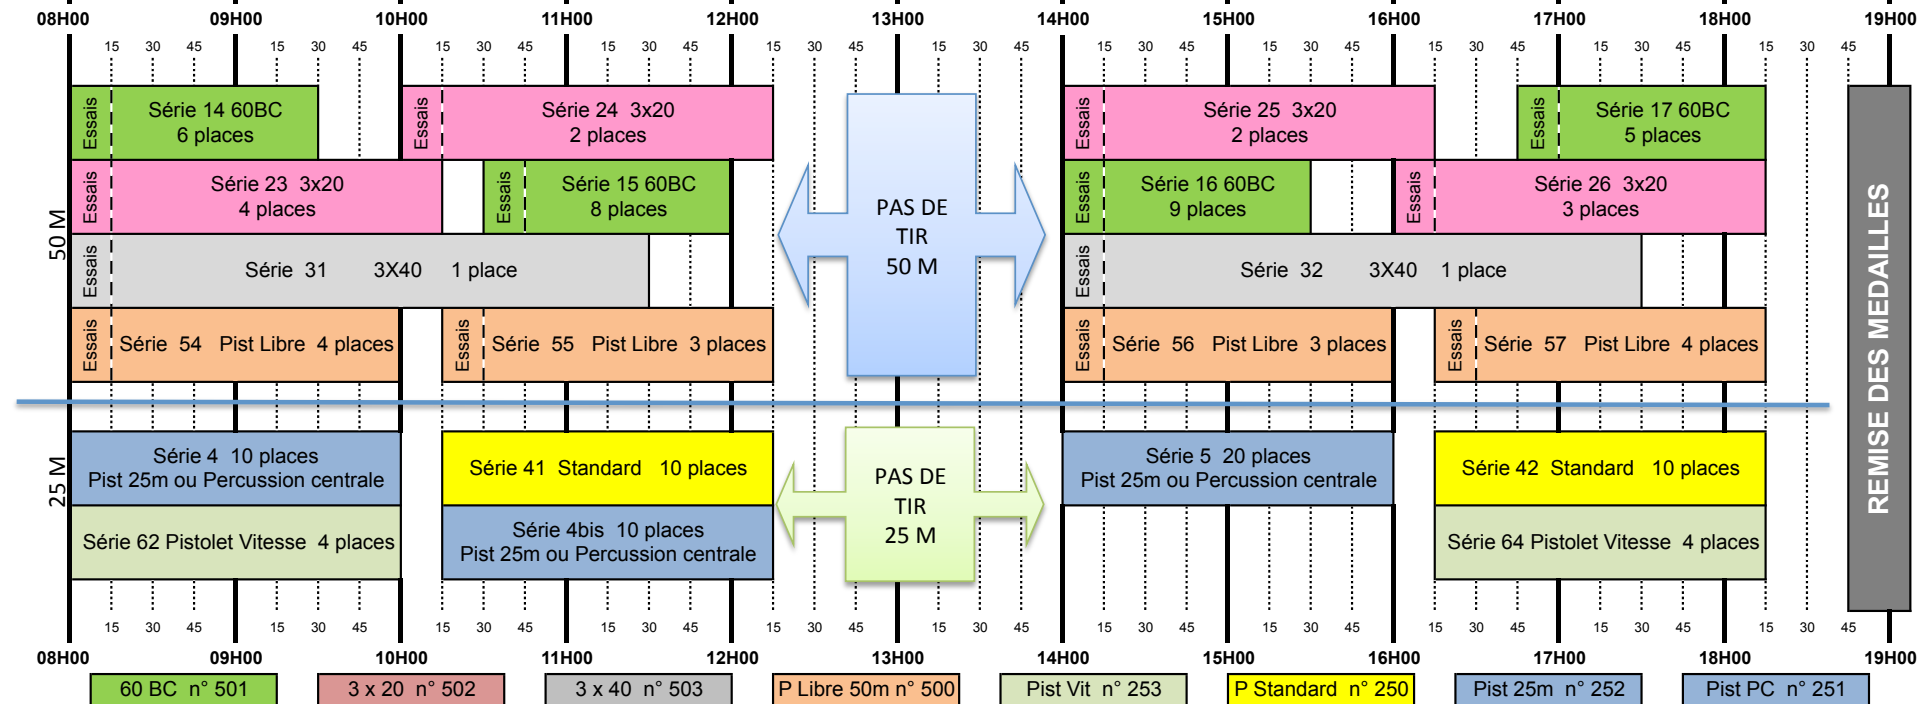 08H00 09H00 10H00 11H00 12H00 13H00 14H00 15H00 16H00 17H00 18H00 19H00
15 30 45 15 30 45 15 30 45 15 30 45 15 30 45 15 30 45 15 30 45 15 30 45 15 30 45 15 30 45 15 30 45
50 M
Essais
Série 14 60BC
6 places
Essais
Série 24 3x20
2 places
Essais
Série 25 3x20
2 places
Essais
Série 17 60BC
5 places
Essais
Série 23 3x20
4 places
Essais
Série 15 60BC
8 places
Essais
Série 16 60BC
9 places
Essais
Série 26 3x20
3 places
Essais
Série 31 3X40 1 place
Essais
Série 32 3X40 1 place
Essais
Série 54 Pist Libre 4 places
Essais
Série 55 Pist Libre 3 places
Essais
Série 56 Pist Libre 3 places
Essais
Série 57 Pist Libre 4 places
PAS DE
TIR
50 M
REMISE DES MEDAILLES
25 M
Série 4 10 places
Pist 25m ou Percussion centrale
Série 41 Standard 10 places
Série 5 20 places
Pist 25m ou Percussion centrale
Série 42 Standard 10 places
Série 62 Pistolet Vitesse 4 places
Série 4bis 10 places
Pist 25m ou Percussion centrale
Série 64 Pistolet Vitesse 4 places
PAS DE
TIR
25 M
15 30 45 15 30 45 15 30 45 15 30 45 15 30 45 15 30 45 15 30 45 15 30 45 15 30 45 15 30 45 15 30 45
08H00 09H00 10H00 11H00 12H00 13H00 14H00 15H00 16H00 17H00 18H00 19H00
60 BC n° 501 3 x 20 n° 502 3 x 40 n° 503 P Libre 50m n° 500 Pist Vit n° 253 P Standard n° 250 Pist 25m n° 252 Pist PC n° 251